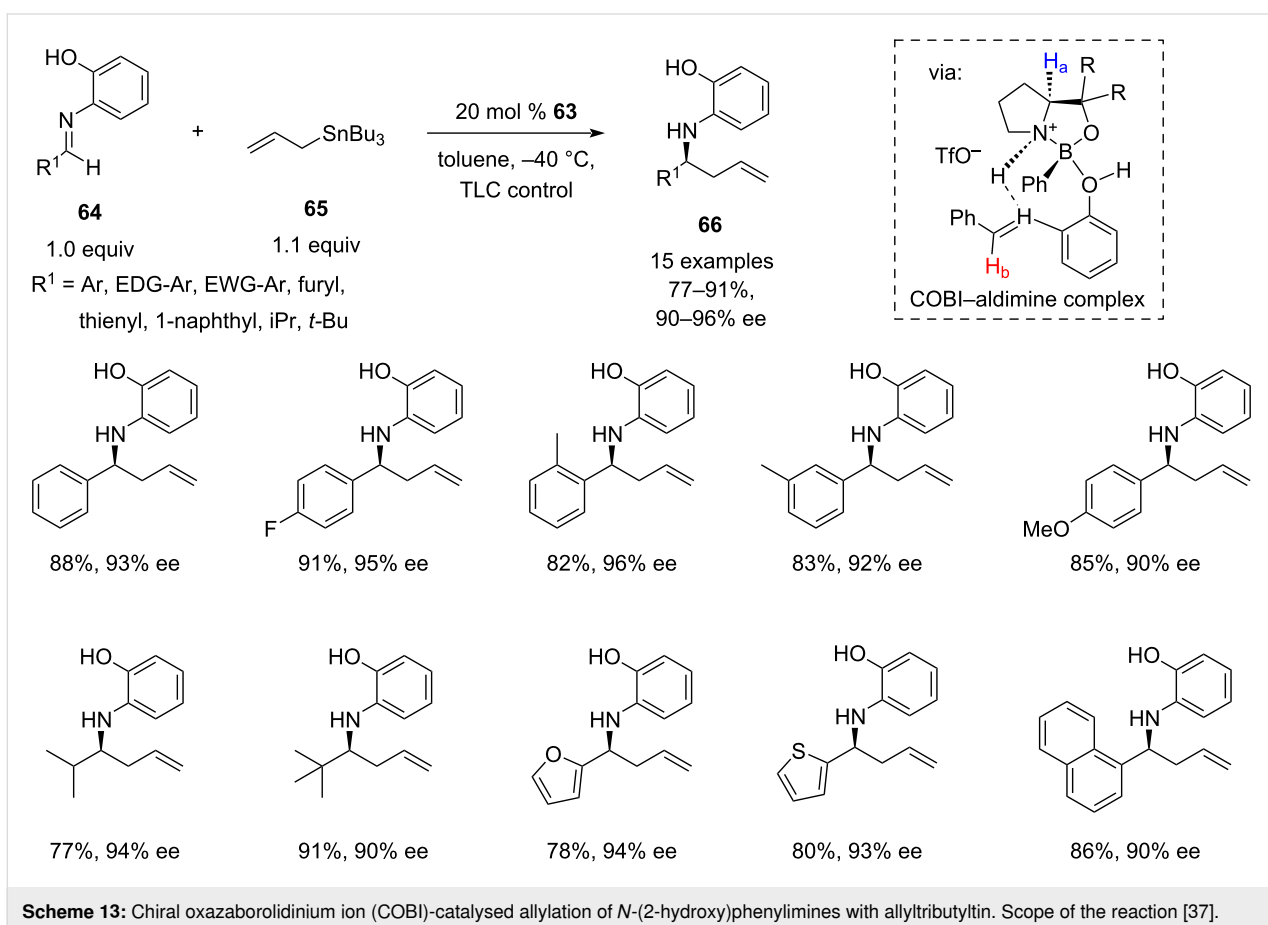 HO
N
R1
H
64
1.0 equiv
+
SnBu3
65
1.1 equiv
R1 = Ar, EDG-Ar, EWG-Ar, furyl,
thienyl, 1-naphthyl, iPr, t-Bu
20 mol % 63
toluene, –40 °C,
TLC control
HO
HN
R1
66
15 examples
77–91%,
90–96% ee
via:
Ha
R
R
N+
O
B
TfO–
H
Ph
O
H
Ph
H
Hb
COBI–aldimine complex
HO
HN
88%, 93% ee
HO
HN
F
91%, 95% ee
HO
HN
82%, 96% ee
HO
HN
83%, 92% ee
HO
HN
MeO
85%, 90% ee
HO
HN
77%, 94% ee
HO
HN
91%, 90% ee
HO
HN
O
78%, 94% ee
HO
HN
S
80%, 93% ee
HO
HN
86%, 90% ee
Scheme 13: Chiral oxazaborolidinium ion (COBI)-catalysed allylation of N-(2-hydroxy)phenylimines with allyltributyltin. Scope of the reaction [37].